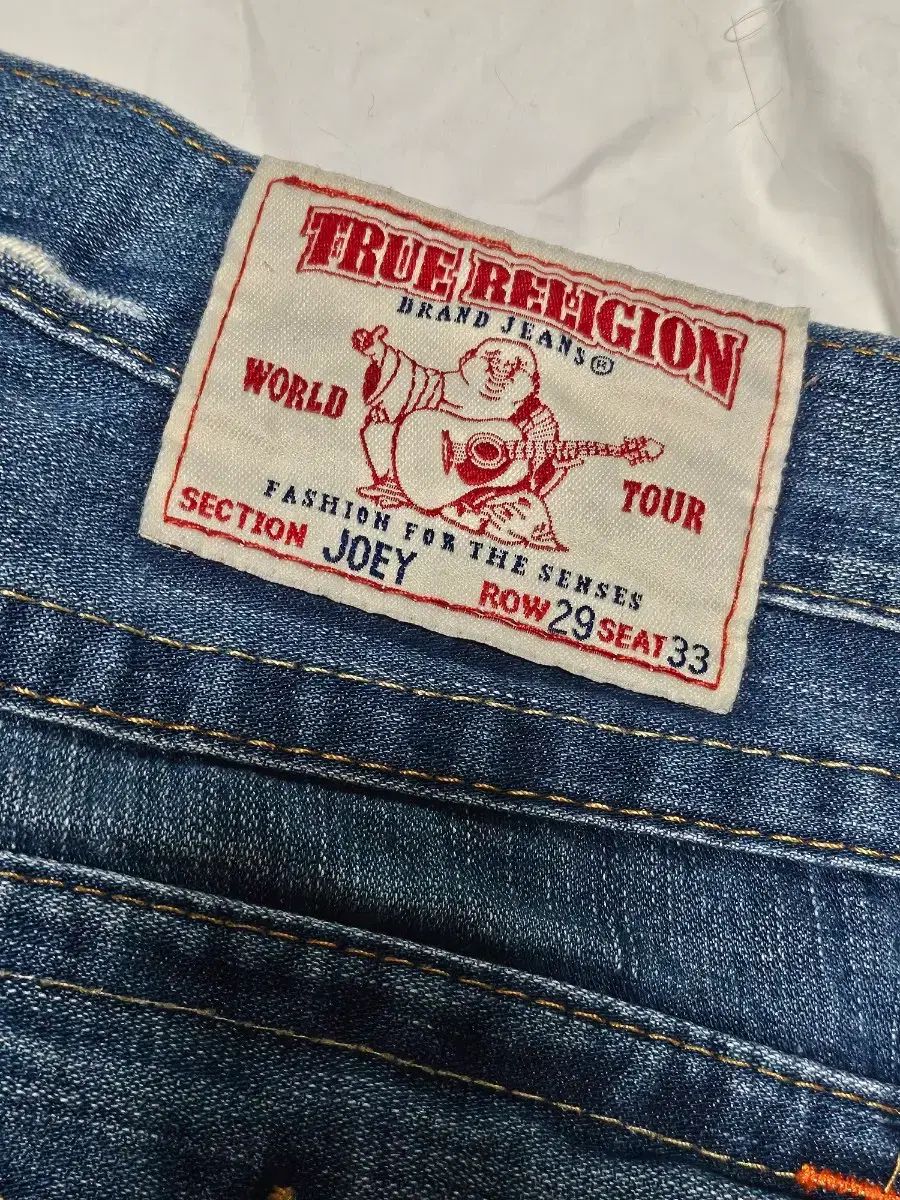 TRUE RELIGION
BRAND JEANS®
WORLD TOUR
FASHION FOR THE SENSES
SECTION JOEY
ROW 29 SEAT 33